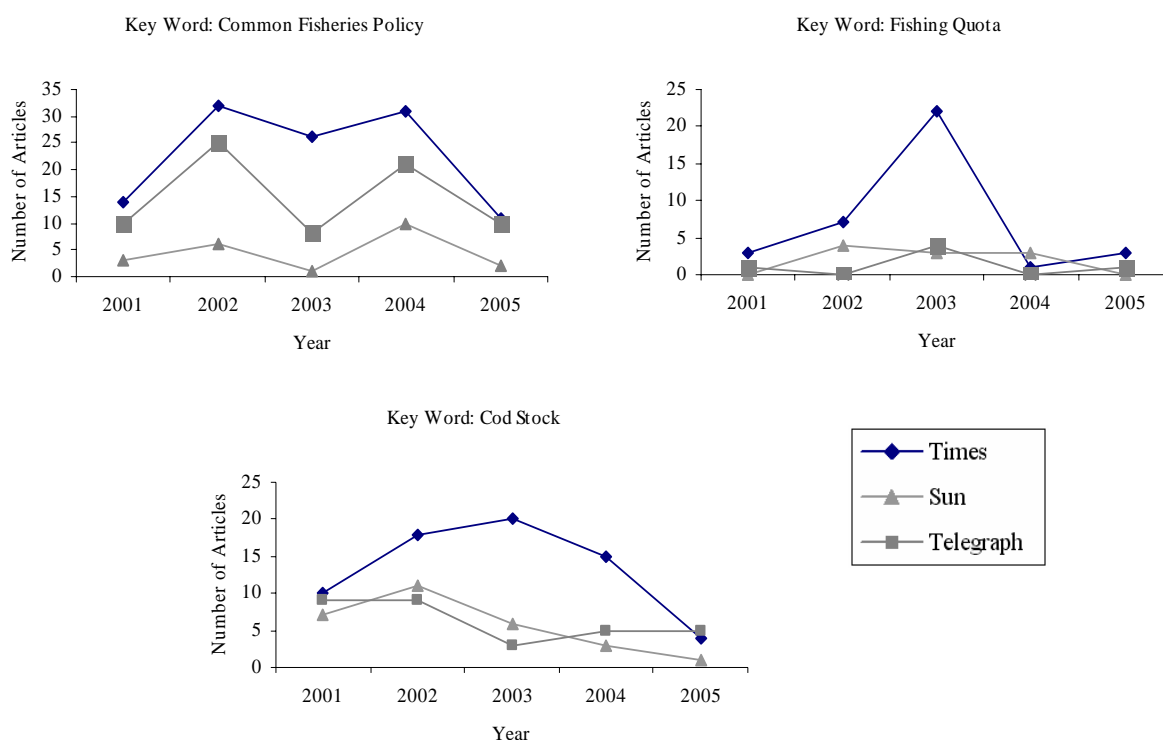 Key Word: Common Fisheries Policy
Number of Articles
35
30
25
20
15
10
5
0
2001 2002 2003 2004 2005
Year
Key Word: Fishing Quota
Number of Articles
25
20
15
10
5
0
2001 2002 2003 2004 2005
Year
Key Word: Cod Stock
Number of Articles
25
20
15
10
5
0
2001 2002 2003 2004 2005
Year
Times
Sun
Telegraph